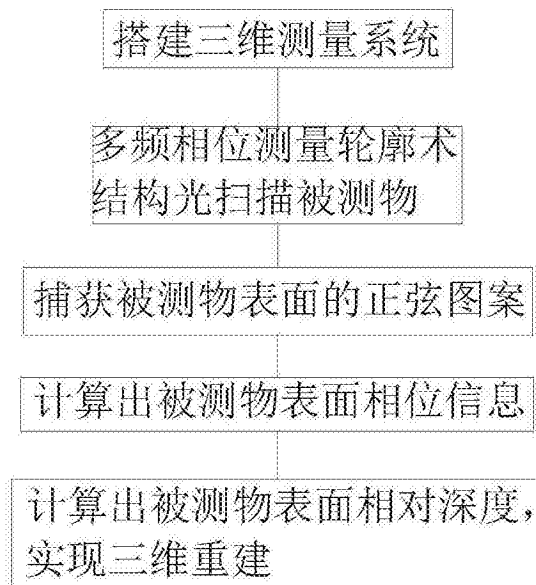 搭建三维测量系统
多频相位测量轮廓术
结构光扫描被测物
捕获被测物表面的正弦图案
计算出被测物表面相位信息
计算出被测物表面相对深度，
实现三维重建